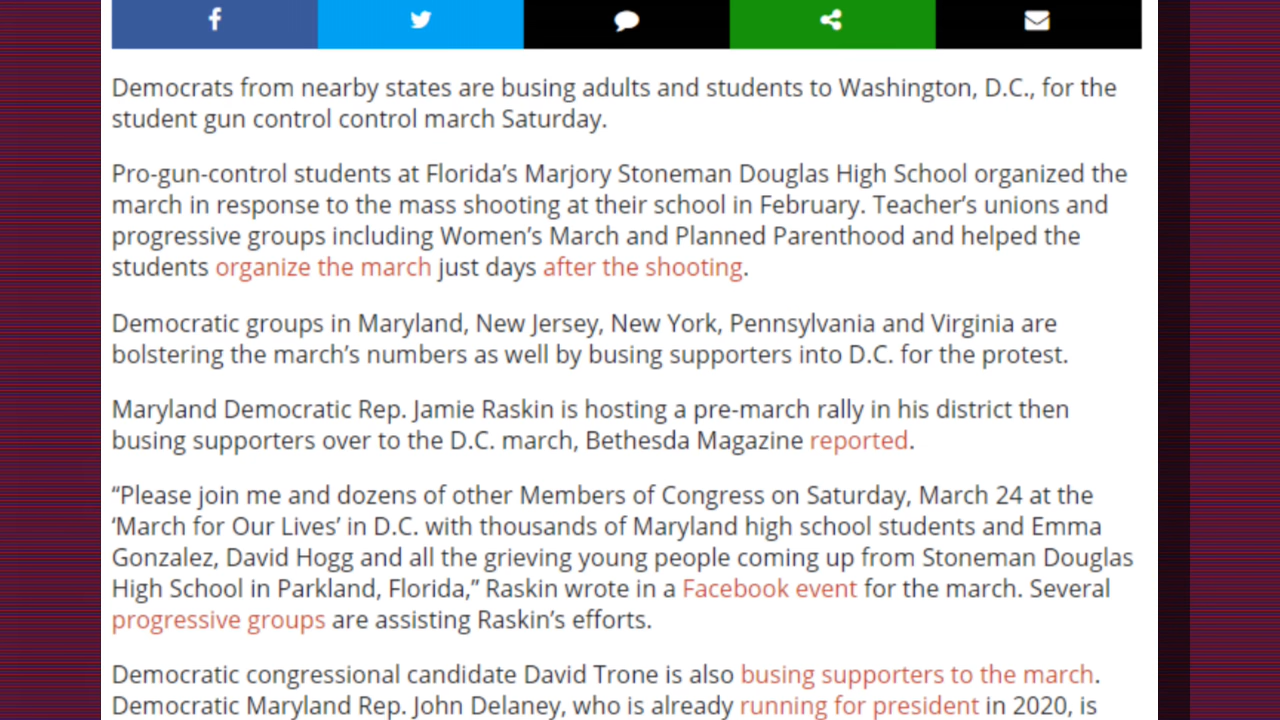 Democrats from nearby states are busing adults and students to Washington, D.C., for the
student gun control control march Saturday.
Pro-gun-control students at Florida’s Marjory Stoneman Douglas High School organized the
march in response to the mass shooting at their school in February. Teacher’s unions and
progressive groups including Women’s March and Planned Parenthood and helped the
students organize the march just days after the shooting.
Democratic groups in Maryland, New Jersey, New York, Pennsylvania and Virginia are
bolstering the march’s numbers as well by busing supporters into D.C. for the protest.
Maryland Democratic Rep. Jamie Raskin is hosting a pre-march rally in his district then
busing supporters over to the D.C. march, Bethesda Magazine reported.
“Please join me and dozens of other Members of Congress on Saturday, March 24 at the
‘March for Our Lives’ in D.C. with thousands of Maryland high school students and Emma
Gonzalez, David Hogg and all the grieving young people coming up from Stoneman Douglas
High School in Parkland, Florida,” Raskin wrote in a Facebook event for the march. Several
progressive groups are assisting Raskin’s efforts.
Democratic congressional candidate David Trone is also busing supporters to the march.
Democratic Maryland Rep. John Delaney, who is already running for president in 2020, is